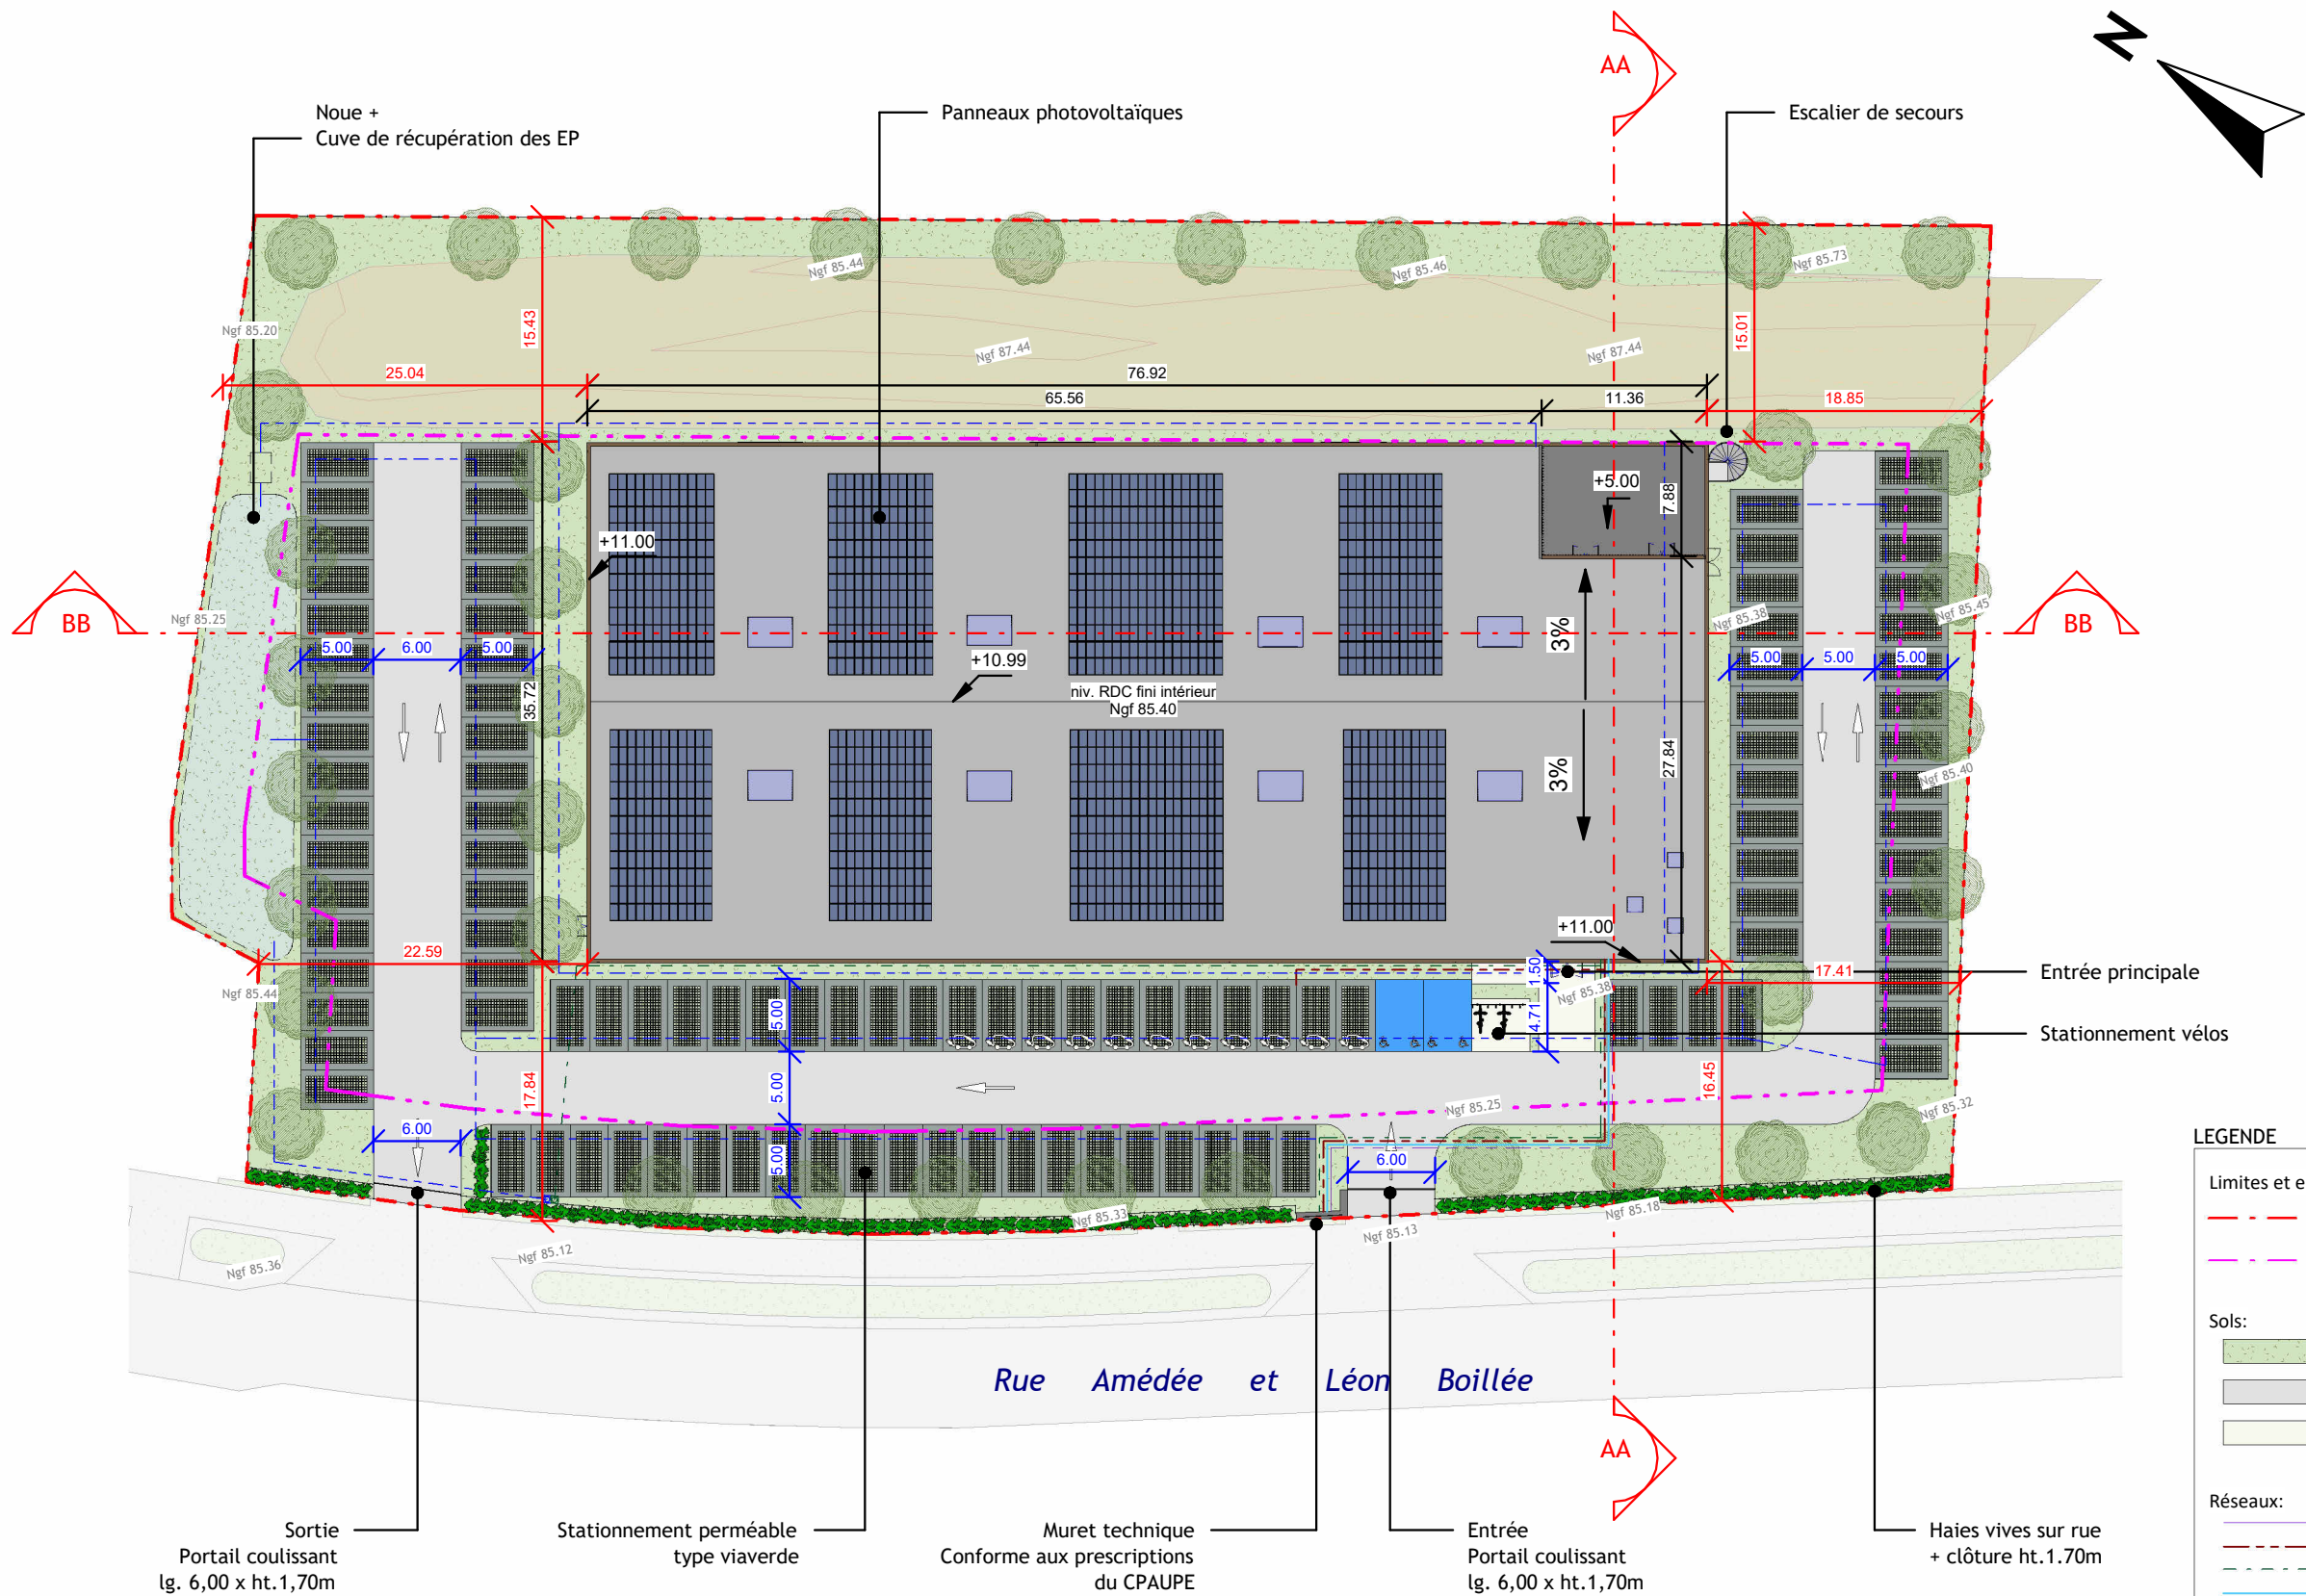 N
AA
Noue +
Cuve de récupération des EP
Panneaux photovoltaïques
Escalier de secours
Ngf 85.44
Ngf 85.46
Ngf 85.73
Ngf 85.20
15.43
15.01
Ngf 87.44
Ngf 87.44
25.04
76.92
65.56
11.36
18.85
+5.00
7.88
+11.00
BB
Ngf 85.25
Ngf 85.38
Ngf 85.45
BB
5.00
6.00
5.00
+10.99
3%
5.00
5.00
5.00
35.72
niv. RDC fini intérieur
Ngf 85.40
27.84
3%
Ngf 85.40
+11.00
22.59
1.50
17.41
Entrée principale
Ngf 85.44
Ngf 85.38
5.00
4.71
Stationnement vélos
17.84
5.00
16.45
Ngf 85.25
Ngf 85.32
6.00
5.00
6.00
LEGENDE
Limites et e
Ngf 85.33
Ngf 85.18
Ngf 85.13
Ngf 85.12
Ngf 85.36
Sols:
Rue Amédée et Léon Boillée
AA
Réseaux:
Sortie
Portail coulissant
lg. 6,00 x ht.1,70m
Stationnement perméable
type viaverde
Muret technique
Conforme aux prescriptions
du CPAUPE
Entrée
Portail coulissant
lg. 6,00 x ht.1,70m
Haies vives sur rue
+ clôture ht.1.70m